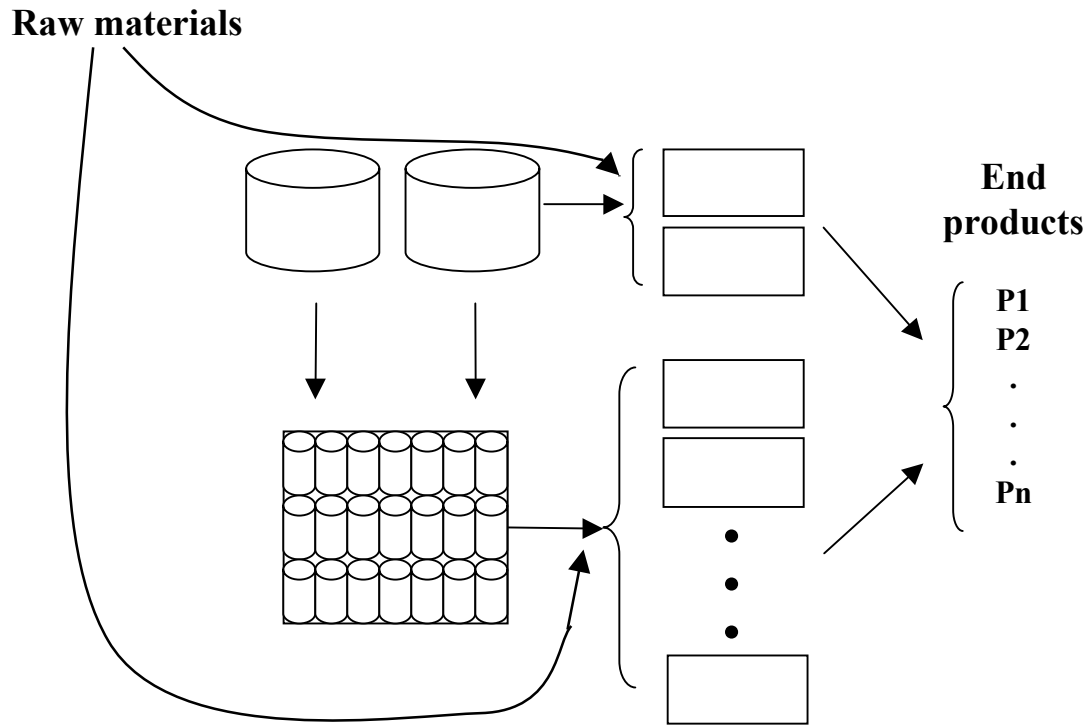 Raw materials
End
products
P1
P2
.
.
.
Pn